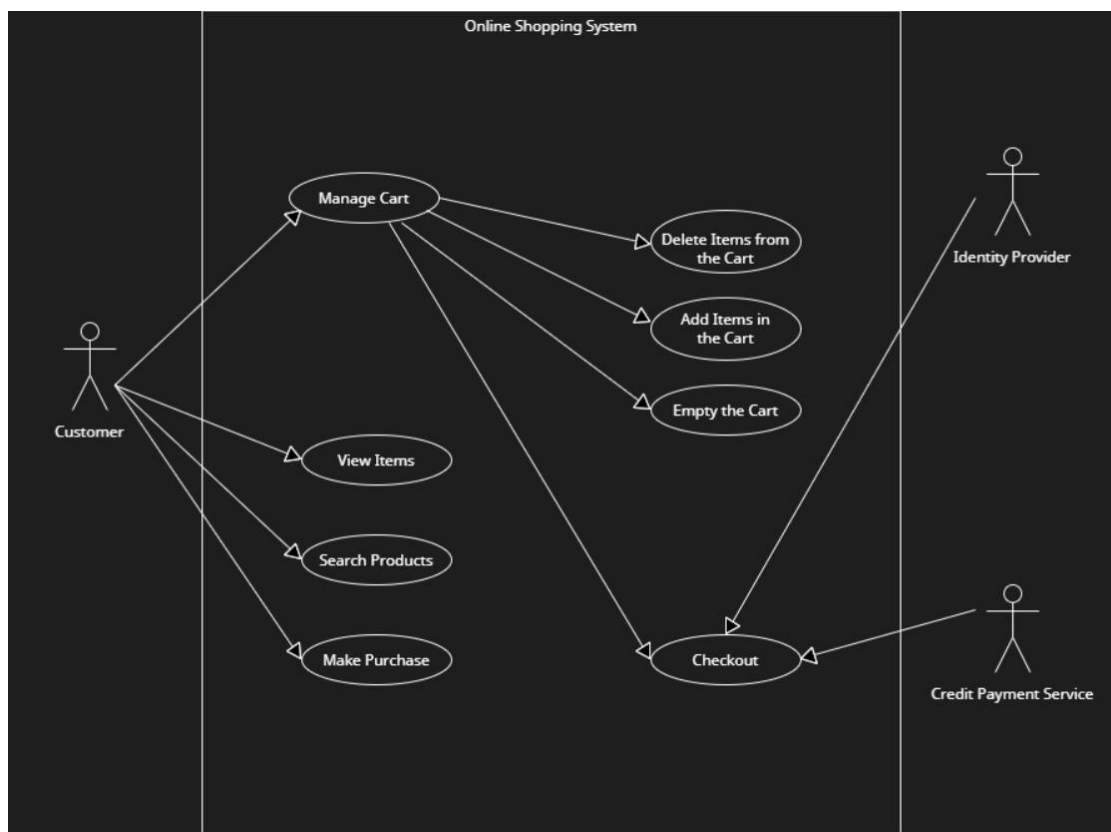 Online Shopping System
Manage Cart
Delete Items from
the Cart
Identity Provider
Add Items in
the Cart
Empty the Cart
Customer
View Items
Search Products
Make Purchase
Checkout
Credit Payment Service